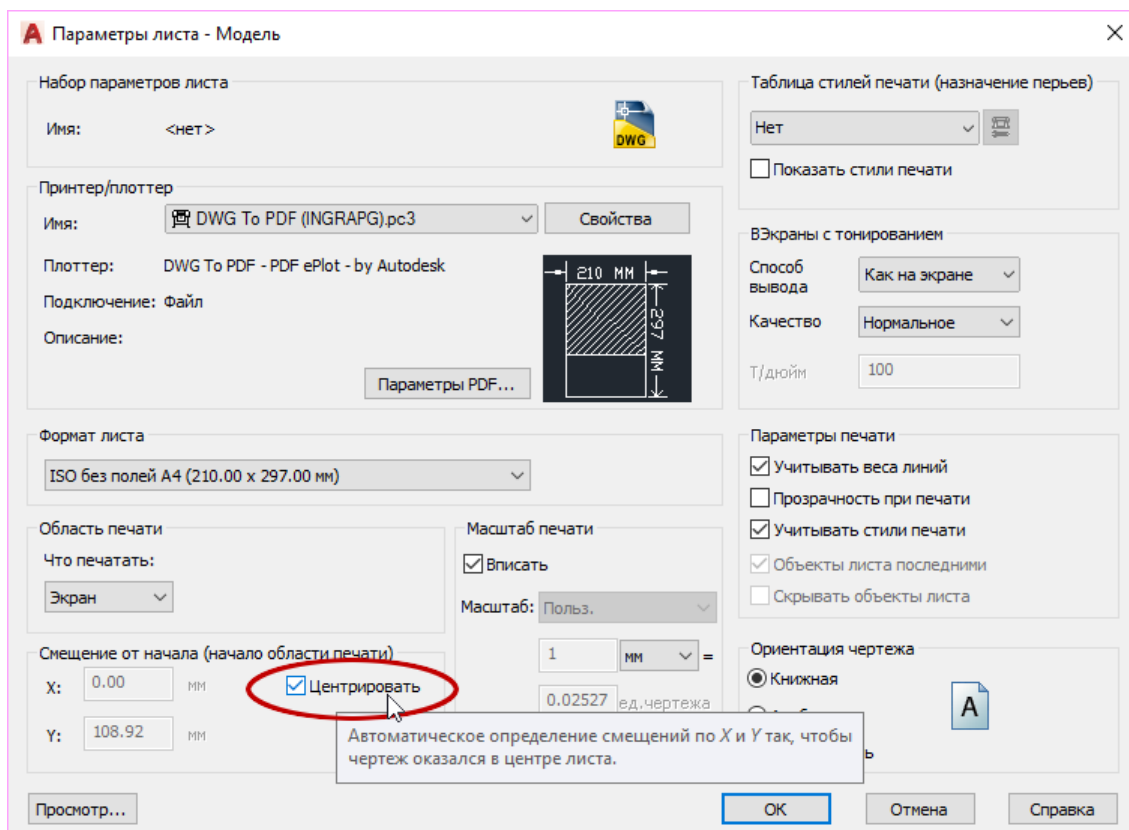 Параметры листа - Модель
Набор параметров листа
Имя: <нет>
DWG
Принтер/плоттер
Имя: DWG To PDF (INGRAPG).pc3 Свойства
Плоттер: DWG To PDF - PDF ePlot - by Autodesk
Подключение: Файл
Описание:
210 MM
297 MM
Параметры PDF...
Формат листа
ISO без полей A4 (210.00 x 297.00 мм)
Область печати
Что печатать:
Экран
Смещение от начала (начало области печати)
X: 0.00 мм
Центрировать
Y: 108.92 мм
Масштаб печати
Вписать
Масштаб: Польз.
1 мм =
0.02527 ед.чертежа
Автоматическое определение смещений по X и Y так, чтобы
чертеж оказался в центре листа.
Таблица стилей печати (назначение перьев)
Нет
Показать стили печати
ВЭкраны с тонированием
Способ
вывода
Как на экране
Качество Нормальное
Т/дюйм 100
Параметры печати
Учитывать веса линий
Прозрачность при печати
Учитывать стили печати
Объекты листа последними
Скрывать объекты листа
Ориентация чертежа
Книжная
A
Просмотр... ОК Отмена Справка